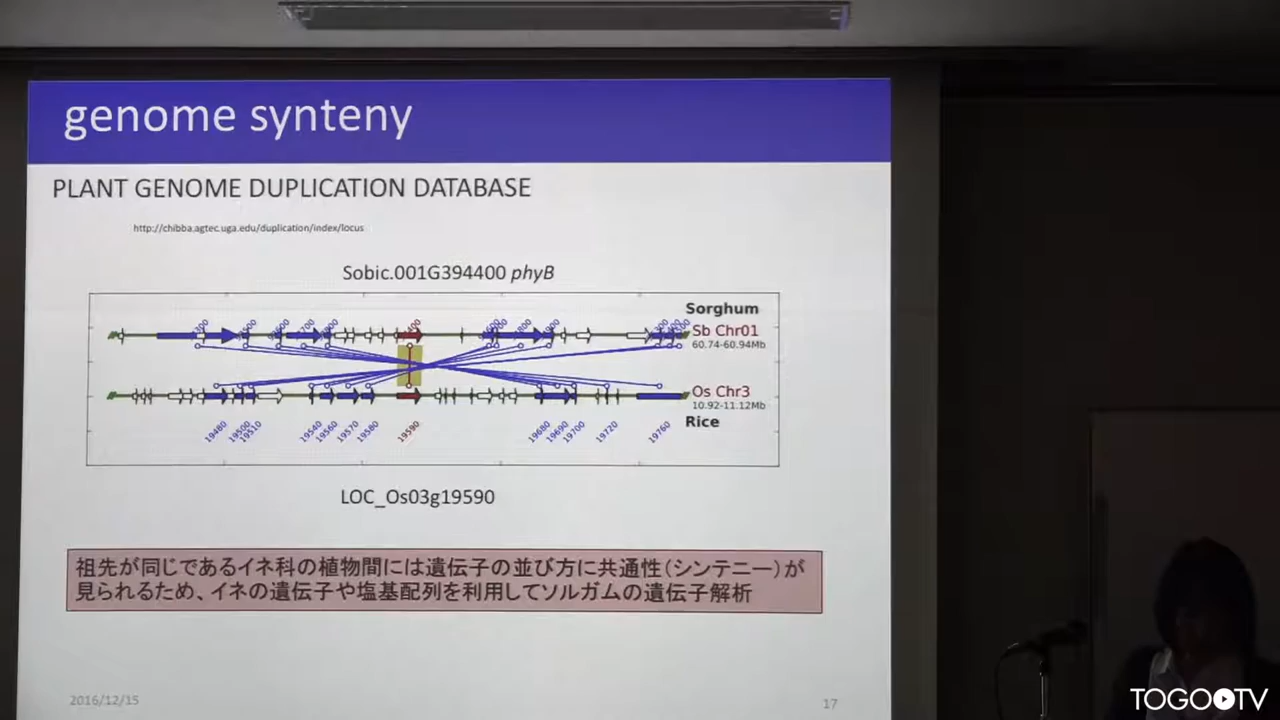 genome synteny
PLANT GENOME DUPLICATION DATABASE
http://chibba.agtec.uga.edu/duplication/index/locus
Sobic.001G394400 phyB
Sorghum
Sb Chr01
60.74-60.94Mb
Os Chr3
10.92-11.12Mb
Rice
19480 19500 19510 19540 19560 19570 19580 19590 19680 19690 19700 19720 19760
LOC_Os03g19590
祖先が同じであるイネ科の植物間には遺伝子の並び方に共通性(シンテニー)が
見られるため、イネの遺伝子や塩基配列を利用してソルガムの遺伝子解析
2016/12/15
17
TOGOTV